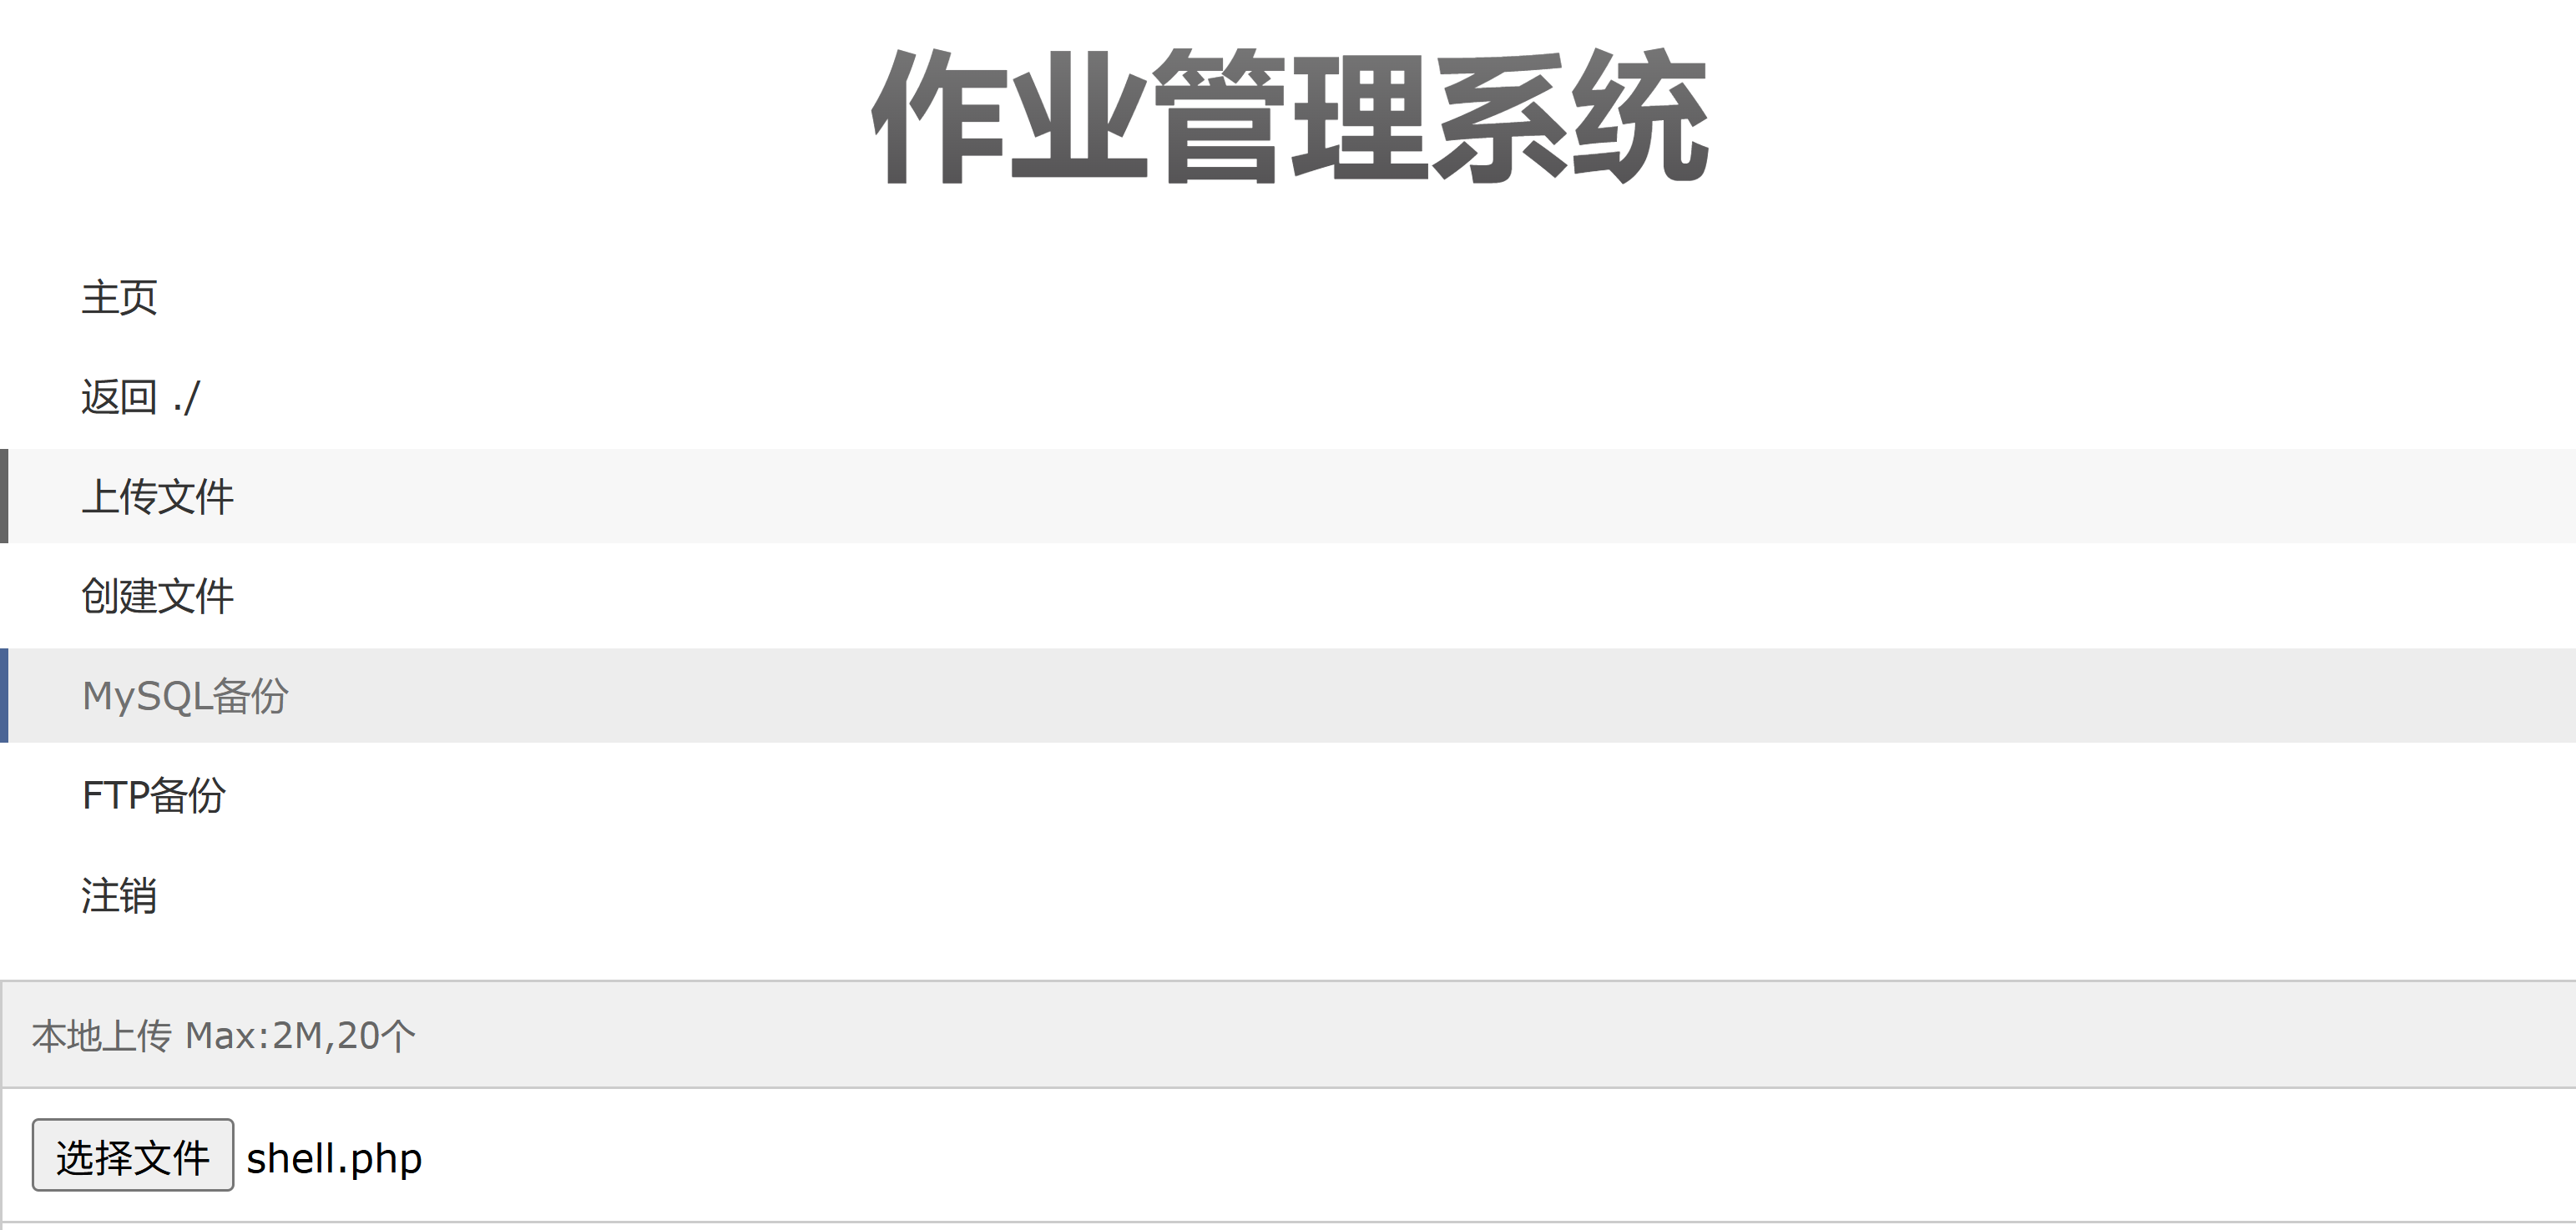 作业管理系统
主页
返回 ./
上传文件
创建文件
MySQL备份
FTP备份
注销
本地上传 Max:2M,20个
选择文件 shell.php